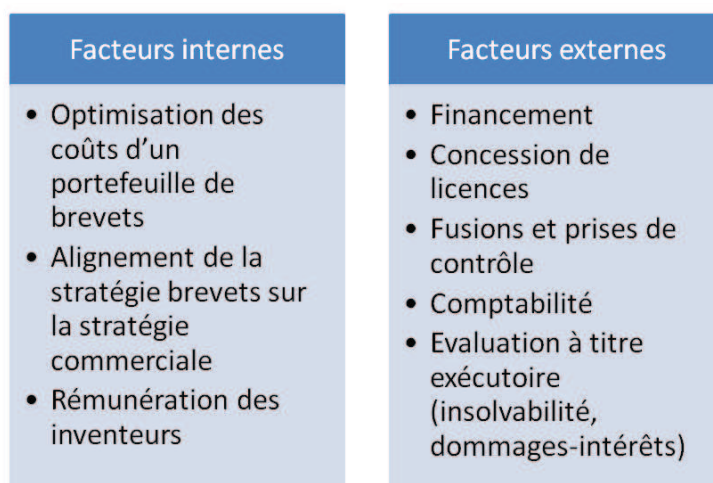 Facteurs internes
• Optimisation des
coûts d'un
portefeuille de
brevets
• Alignement de la
stratégie brevets sur
la stratégie
commerciale
• Rémunération des
inventeurs
Facteurs externes
• Financement
• Concession de
licences
• Fusions et prises de
contrôle
• Comptabilité
• Evaluation à titre
exécutoire
(insolvabilité,
dommages-intérêts)